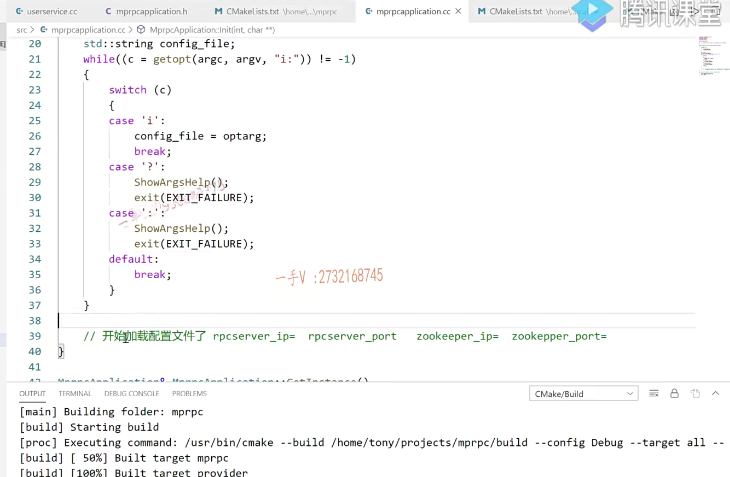 userservice.cc mprpcapplication.h CMakeLists.txt \home\...\mprpc mprpcapplication.cc CMakeLists.txt
腾讯课堂
src > mprpcapplication.cc > MprpcApplication::Init(int, char **)
20 std::string config_file;
21 while((c = getopt(argc, argv, "i:")) != -1)
22 {
23 switch (c)
24 {
25 case 'i':
26 config_file = optarg;
27 break;
28 case '?':
29 ShowArgsHelp();
30 exit(EXIT_FAILURE);
31 case ':':
32 ShowArgsHelp();
33 exit(EXIT_FAILURE);
34 default:
35 break;
36 }
37 }
38
39 // 开始加载配置文件了 rpcserver_ip= rpcserver_port zookeeper_ip= zookepper_port=
40 }
41
42 MprpcApplication& MprpcApplication::GetInstance()
一手V :2732168745
OUTPUT TERMINAL DEBUG CONSOLE PROBLEMS CMake/Build
[main] Building folder: mprpc
[build] Starting build
[proc] Executing command: /usr/bin/cmake --build /home/tony/projects/mprpc/build --config Debug --target all --
[build] [ 50%] Built target mprpc
[build] [100%] Built target provider